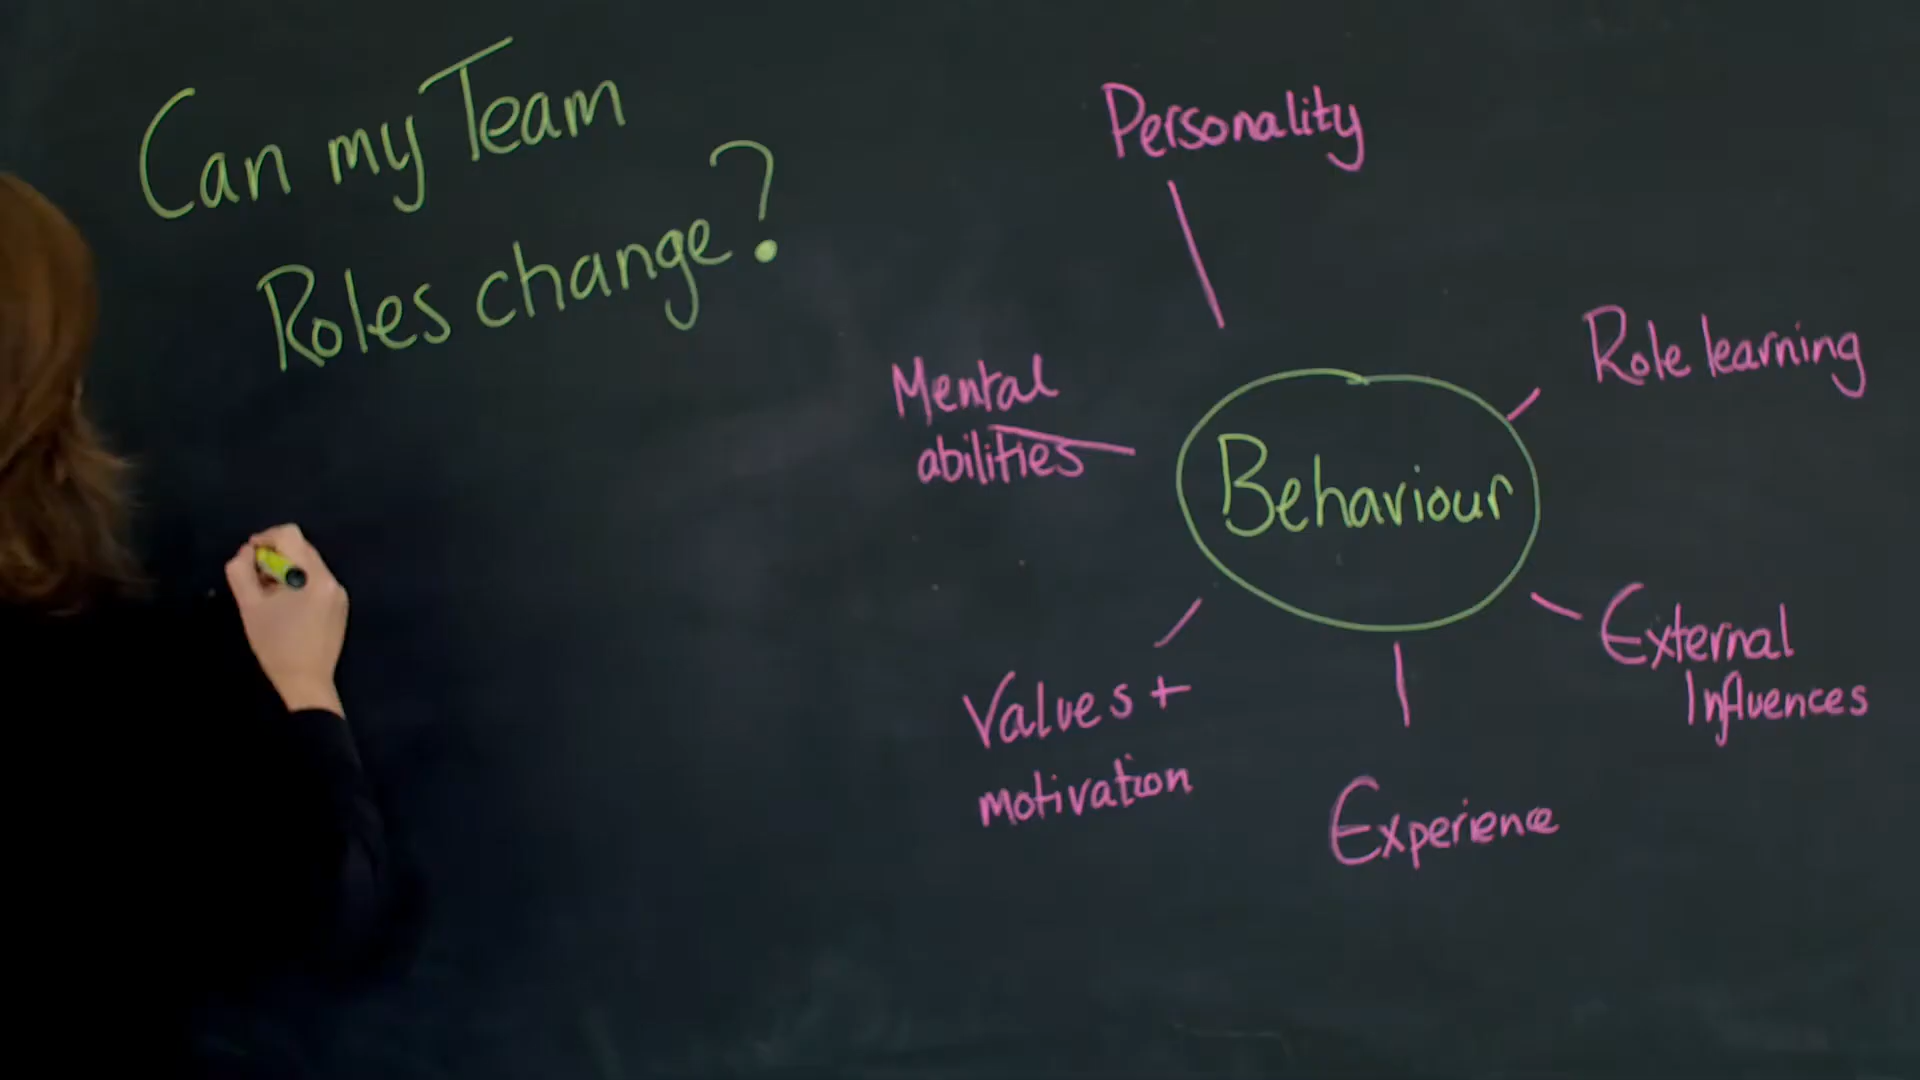 Can my Team
Roles change?
Personality
Role learning
Mental
abilities
Behaviour
External
Influences
Values +
motivation
Experience